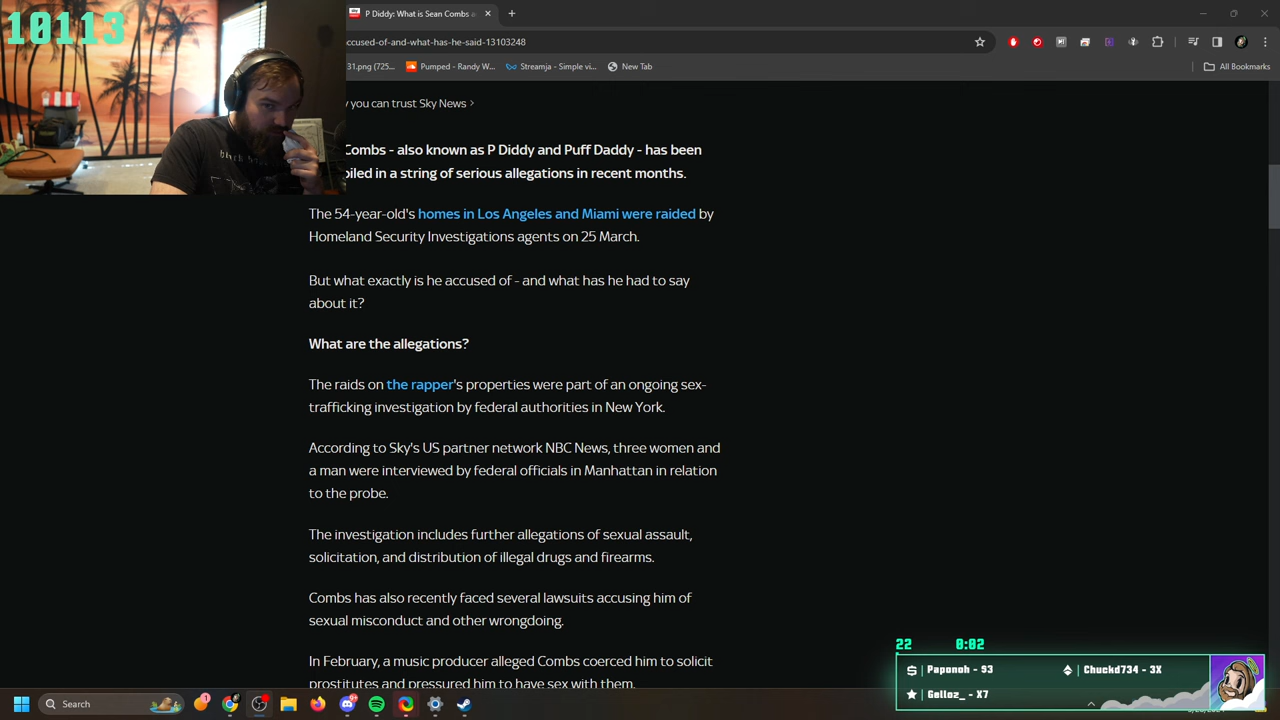 10113
P Diddy: What is Sean Combs a
accused-of-and-what-has-he-said-13103248
31.png (725...
Pumped - Randy W...
Streamja - Simple vi...
New Tab
All Bookmarks
you can trust Sky News >
Combs - also known as P Diddy and Puff Daddy - has been
oiled in a string of serious allegations in recent months.
The 54-year-old's homes in Los Angeles and Miami were raided by
Homeland Security Investigations agents on 25 March.
But what exactly is he accused of - and what has he had to say
about it?
What are the allegations?
The raids on the rapper's properties were part of an ongoing sex-
trafficking investigation by federal authorities in New York.
According to Sky's US partner network NBC News, three women and
a man were interviewed by federal officials in Manhattan in relation
to the probe.
The investigation includes further allegations of sexual assault,
solicitation, and distribution of illegal drugs and firearms.
Combs has also recently faced several lawsuits accusing him of
sexual misconduct and other wrongdoing.
In February, a music producer alleged Combs coerced him to solicit
prostitutes and pressured him to have sex with them.
22 0:02
Paponoh - $3
Chuckd734 - 3X
Golloz_ - X7
Search